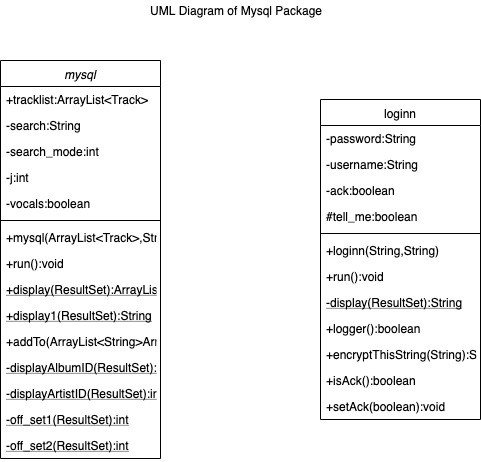 UML Diagram of Mysql Package
mysql
+tracklist:ArrayList<Track>
-search:String
-search_mode:int
-j:int
-vocals:boolean
+mysql(ArrayList<Track>,Str
+run():void
+display(ResultSet):ArrayLis
+display1(ResultSet):String
+addTo(ArrayList<String>Arr
-displayAlbumID(ResultSet):
-displayArtistID(ResultSet):in
-off_set1(ResultSet):int
-off_set2(ResultSet):int
loginn
-password:String
-username:String
-ack:boolean
#tell_me:boolean
+loginn(String,String)
+run():void
-display(ResultSet):String
+logger():boolean
+encryptThisString(String):S
+isAck():boolean
+setAck(boolean):void